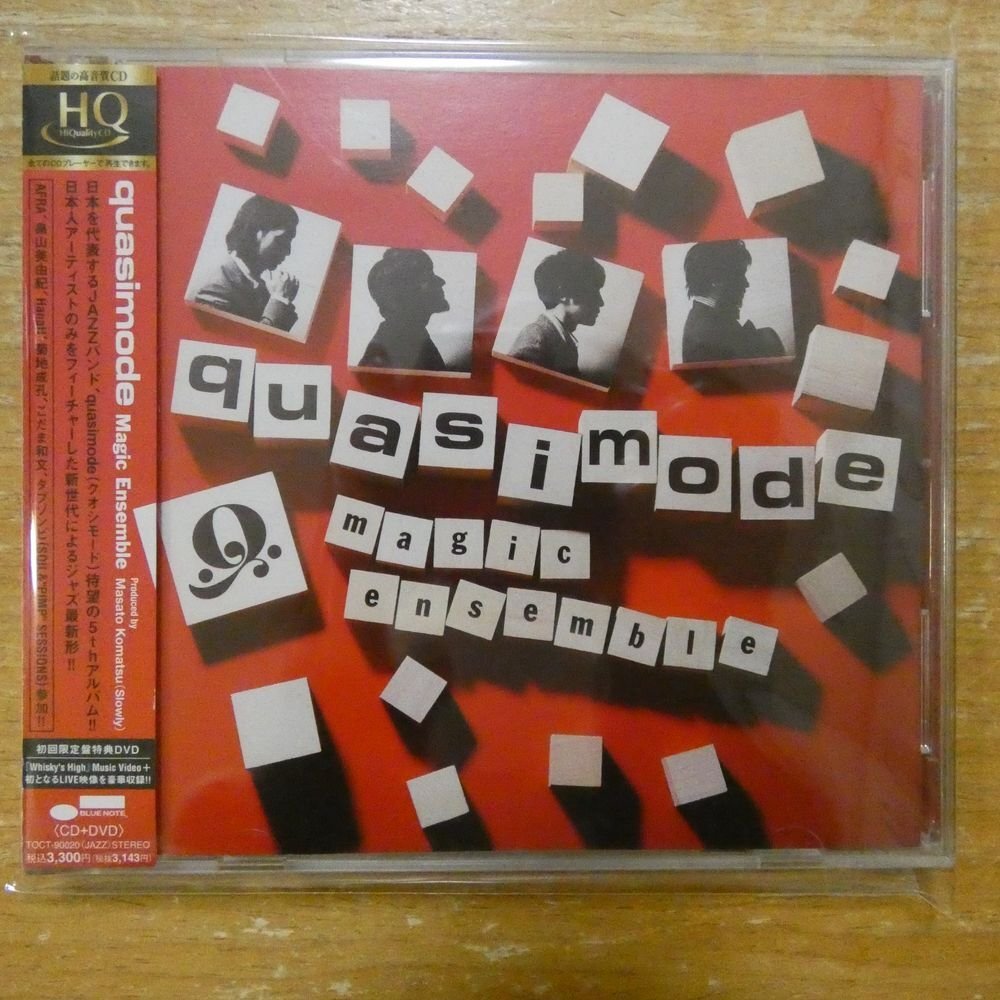 話題の高音質CD
HQ
HiQualityCD
全てのCDプレーヤーで再生できます。
quasimode Magic Ensemble Produced by Masato Komatsu (Slowly)
日本を代表するJAZZバンド、quasimode(クオシモード)待望の5thアルバム!!
日本人アーティストのみをフィーチャーした新世代によるジャズ最新形!!
AFRA、畠山美由紀、Hanah、菊地成孔、こだま和文、タブゾンビ(SOIL&"PIMP"SESSIONS)参加!!
初回限定盤特典DVD
「Whisky's High」Music Video+
初となるLIVE映像を豪華収録!!
BLUE NOTE
〈CD+DVD〉
TOCT-90020 (JAZZ) STEREO
税込3,300円 (税抜3,143円)
quasimode
Q
magic
ensemble